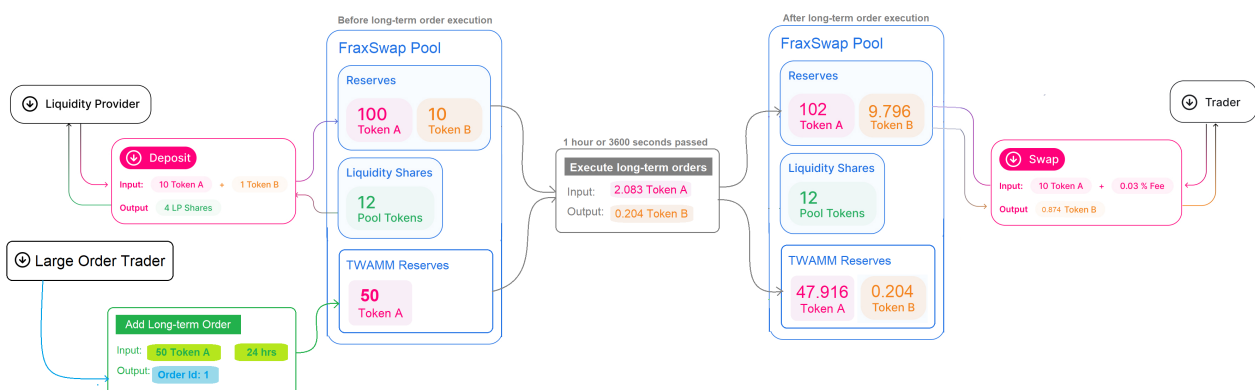 Before long-term order execution
After long-term order execution
FraxSwap Pool
Reserves
100
Token A
10
Token B
Liquidity Shares
12
Pool Tokens
TWAMM Reserves
50
Token A
Liquidity Provider
Deposit
Input: 10 Token A + 1 Token B
Output 4 LP Shares
Large Order Trader
Add Long-term Order
Input: 50 Token A 24 hrs
Output: Order Id: 1
1 hour or 3600 seconds passed
Execute long-term orders
Input: 2.083 Token A
Output: 0.204 Token B
FraxSwap Pool
Reserves
102
Token A
9.796
Token B
Liquidity Shares
12
Pool Tokens
TWAMM Reserves
47.916
Token A
0.204
Token B
Trader
Swap
Input: 10 Token A + 0.03 % Fee
Output 0.874 Token B